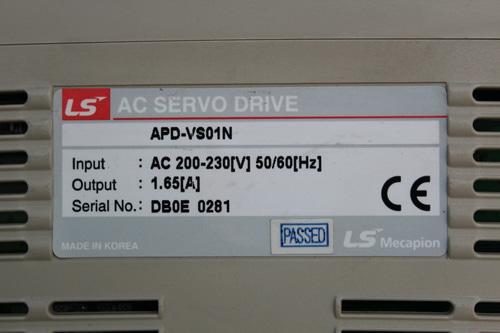 LS AC SERVO DRIVE
APD-VS01N
Input : AC 200-230[V] 50/60[Hz]
Output : 1.65[A]
Serial No. : DB0E 0281
CE
PASSED
MADE IN KOREA
LS Mecapion